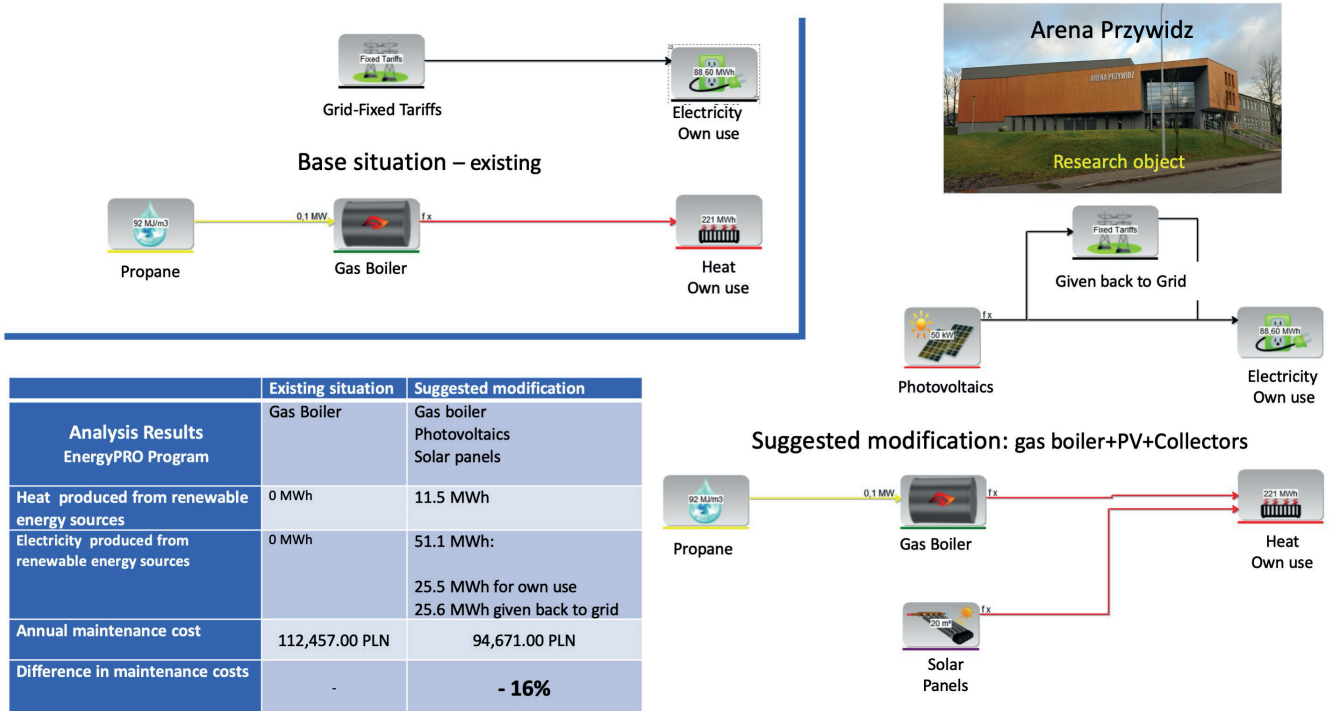 Fixed Tariffs
Grid-Fixed Tariffs
88.60 MWh
Electricity
Own use
Base situation – existing
92 MJ/m3
Propane
0,1 MW
Gas Boiler
f x
221 MWh
Heat
Own use
Arena Przywidz
ARENA PRZYWIDZ
Research object
Fixed Tariffs
Given back to Grid
50 kW
f x
Photovoltaics
88.60 MWh
Electricity
Own use
Suggested modification: gas boiler+PV+Collectors
92 MJ/m3
Propane
0,1 MW
Gas Boiler
f x
221 MWh
Heat
Own use
20 m²
f x
Solar
Panels
Existing situation
Suggested modification
Analysis Results
EnergyPRO Program
Gas Boiler
Gas boiler
Photovoltaics
Solar panels
Heat produced from renewable
energy sources
0 MWh
11.5 MWh
Electricity produced from
renewable energy sources
0 MWh
51.1 MWh:
25.5 MWh for own use
25.6 MWh given back to grid
Annual maintenance cost
112,457.00 PLN
94,671.00 PLN
Difference in maintenance costs
-
- 16%